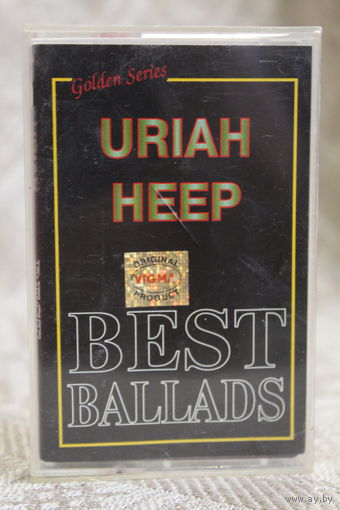 Golden Series
URIAH
HEEP
ORIGINAL
VIGMA
PRODUCT
BEST
BALLADS
www.ay.by